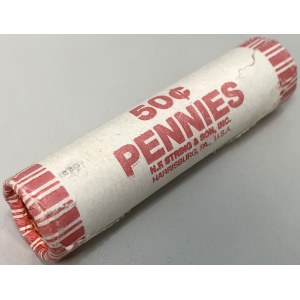 50¢
PENNIES
N.F. STRING & SON, INC.
HARRISBURG, PA., U.S.A.